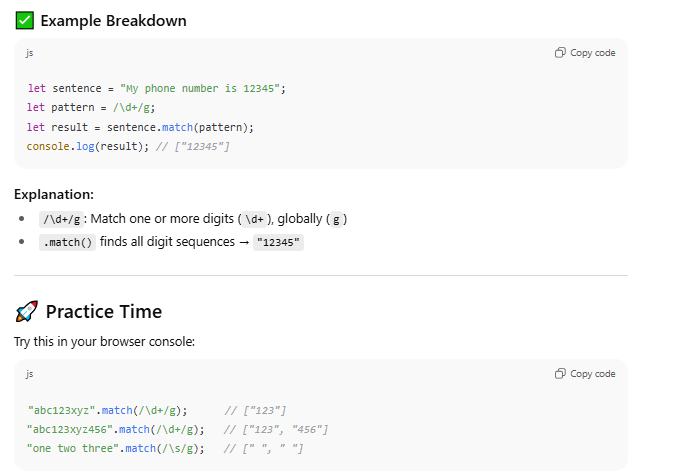 ✅ Example Breakdown
js
Copy code
let sentence = "My phone number is 12345";
let pattern = /\d+/g;
let result = sentence.match(pattern);
console.log(result); // ["12345"]
Explanation:
• /\d+/g: Match one or more digits (\d+), globally (g)
• .match() finds all digit sequences → "12345"
🚀 Practice Time
Try this in your browser console:
js
Copy code
"abc123xyz".match(/\d+/g);      // ["123"]
"abc123xyz456".match(/\d+/g);   // ["123", "456"]
"one two three".match(/\s/g);   // [" ", " "]